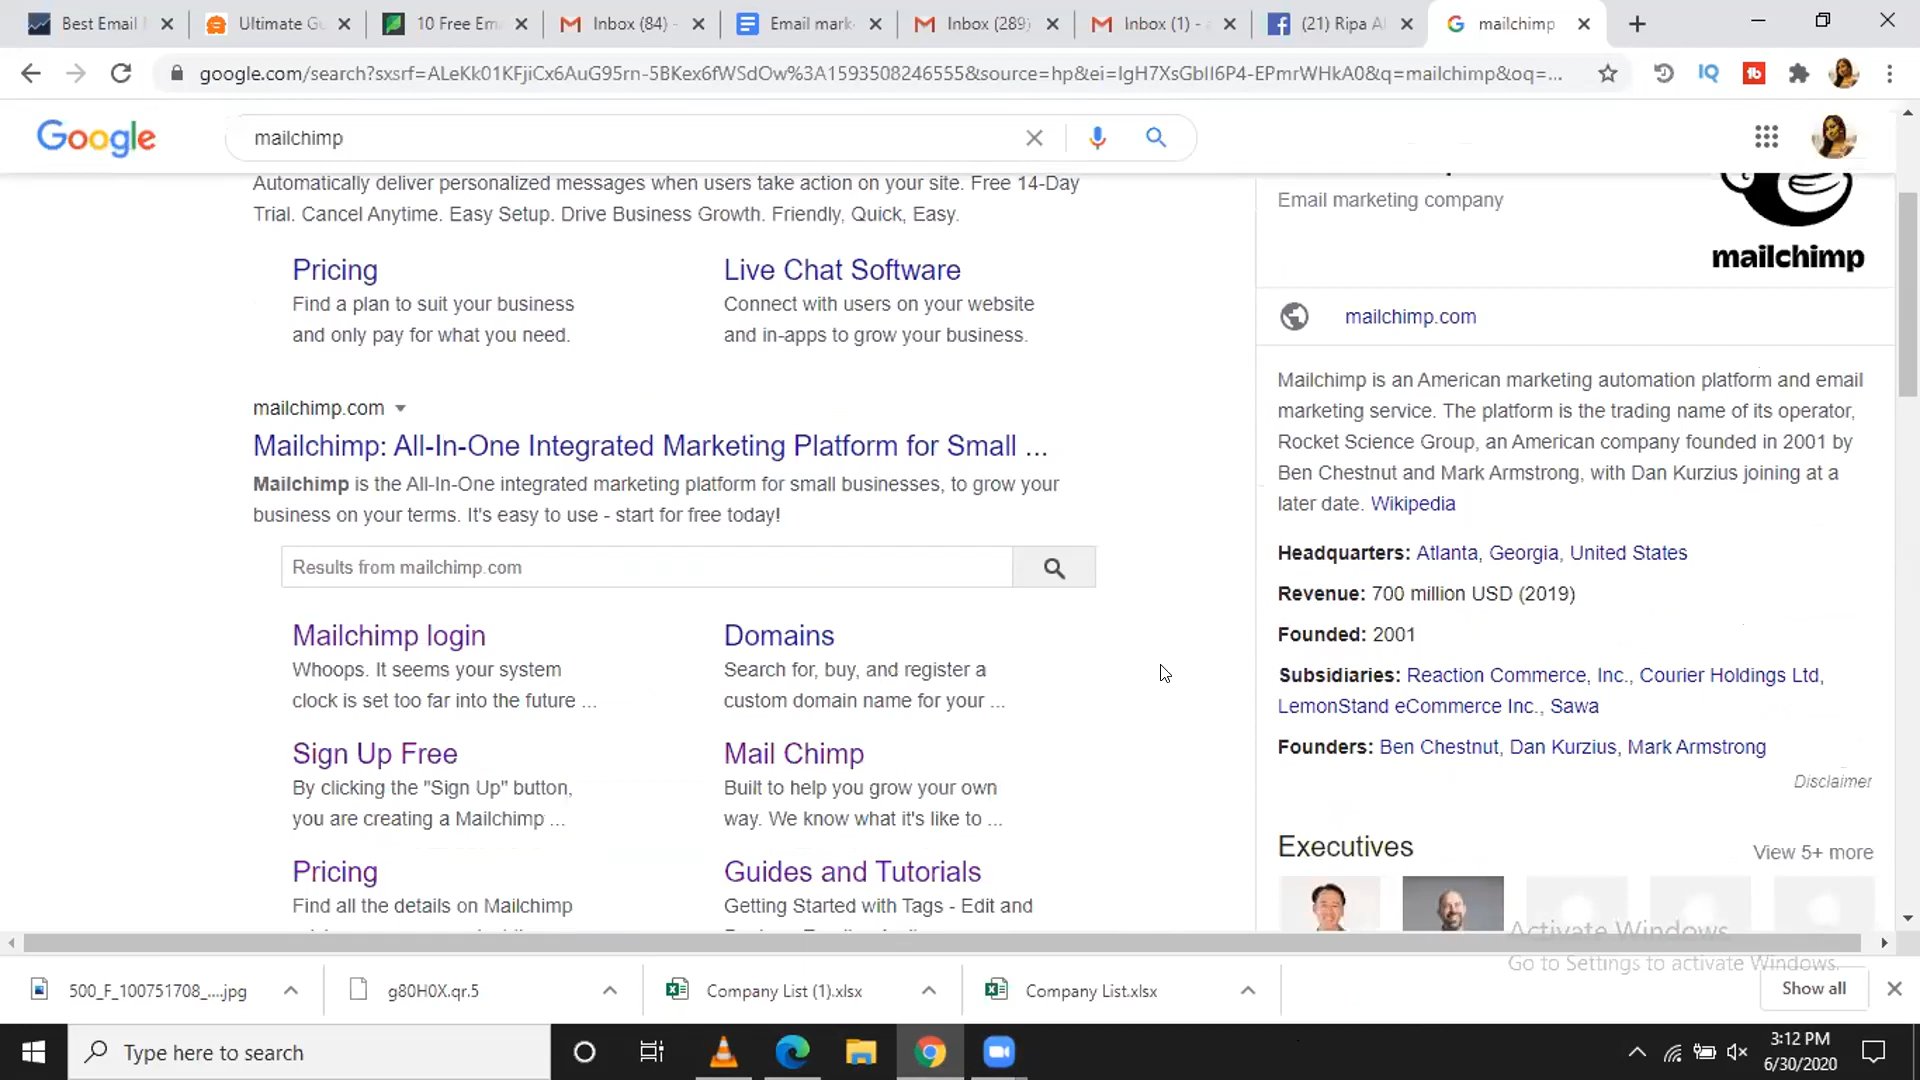 Best Email
Ultimate Gu
10 Free Ema
Inbox (84) -
Email mark
Inbox (289)
Inbox (1) -
(21) Ripa Al
mailchimp
google.com/search?sxsrf=ALeKk01KFjiCx6AuG95rn-5BKex6fWSdOw%3A1593508246555&source=hp&ei=IgH7XsGbII6P4-EPmrWHkA0&q=mailchimp&oq=...
Google
mailchimp
Automatically deliver personalized messages when users take action on your site. Free 14-Day
Trial. Cancel Anytime. Easy Setup. Drive Business Growth. Friendly, Quick, Easy.
Pricing
Find a plan to suit your business
and only pay for what you need.
Live Chat Software
Connect with users on your website
and in-apps to grow your business.
mailchimp.com
Mailchimp: All-In-One Integrated Marketing Platform for Small ...
Mailchimp is the All-In-One integrated marketing platform for small businesses, to grow your
business on your terms. It's easy to use - start for free today!
Results from mailchimp.com
Mailchimp login
Whoops. It seems your system
clock is set too far into the future ...
Domains
Search for, buy, and register a
custom domain name for your ...
Sign Up Free
By clicking the "Sign Up" button,
you are creating a Mailchimp ...
Mail Chimp
Built to help you grow your own
way. We know what it's like to ...
Pricing
Find all the details on Mailchimp
Guides and Tutorials
Getting Started with Tags - Edit and
Email marketing company
mailchimp
mailchimp.com
Mailchimp is an American marketing automation platform and email
marketing service. The platform is the trading name of its operator,
Rocket Science Group, an American company founded in 2001 by
Ben Chestnut and Mark Armstrong, with Dan Kurzius joining at a
later date. Wikipedia
Headquarters: Atlanta, Georgia, United States
Revenue: 700 million USD (2019)
Founded: 2001
Subsidiaries: Reaction Commerce, Inc., Courier Holdings Ltd,
LemonStand eCommerce Inc., Sawa
Founders: Ben Chestnut, Dan Kurzius, Mark Armstrong
Disclaimer
Executives
View 5+ more
Activate Windows
Go to Settings to activate Windows.
500_F_100751708_....jpg
g80H0X.qr.5
Company List (1).xlsx
Company List.xlsx
Show all
Type here to search
3:12 PM
6/30/2020